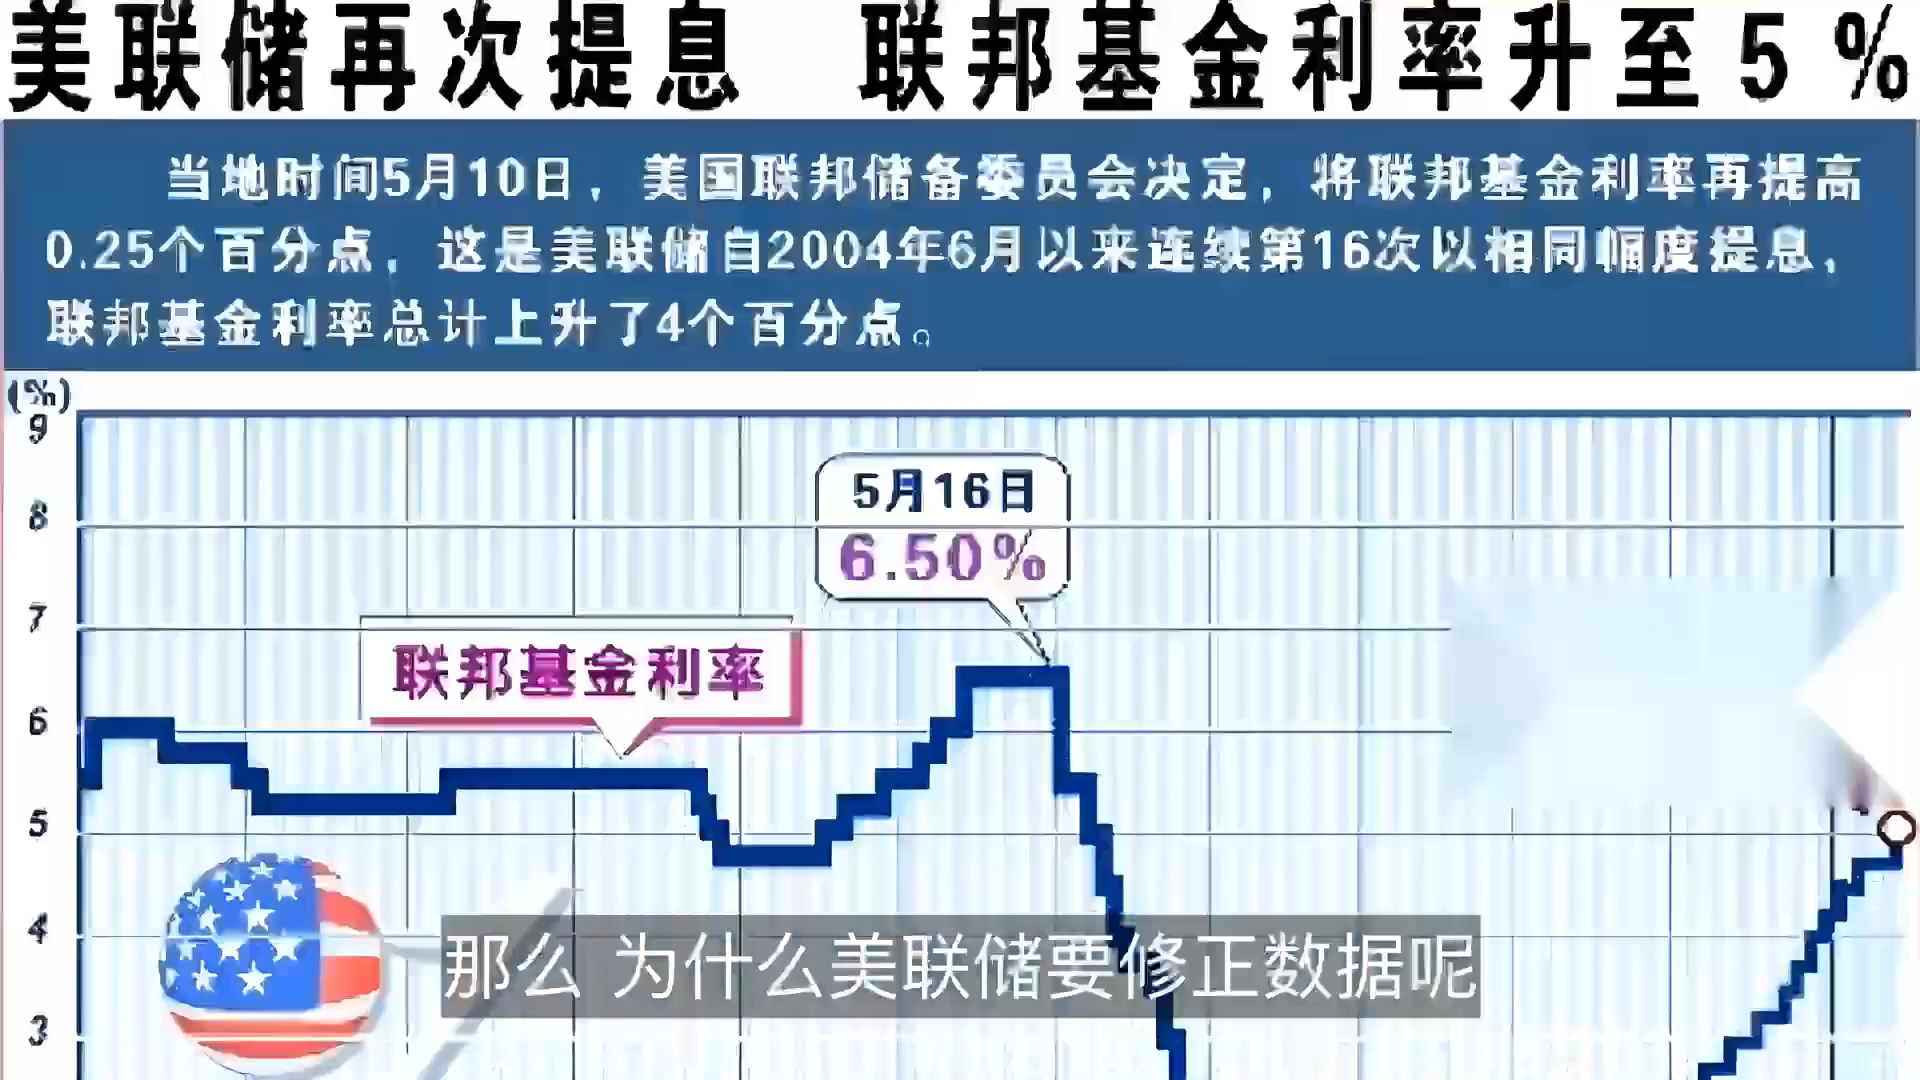 美联储再次提息 联邦基金利率升至5%
当地时间5月10日，美国联邦储备委员会决定，将联邦基金利率再提高
0.25个百分点，这是美联储自2004年6月以来连续第16次以相同幅度提息，
联邦基金利率总计上升了4个百分点。
(%)
9
8
5月16日
6.50%
7
联邦基金利率
6
5
4
那么 为什么美联储要修正数据呢
3